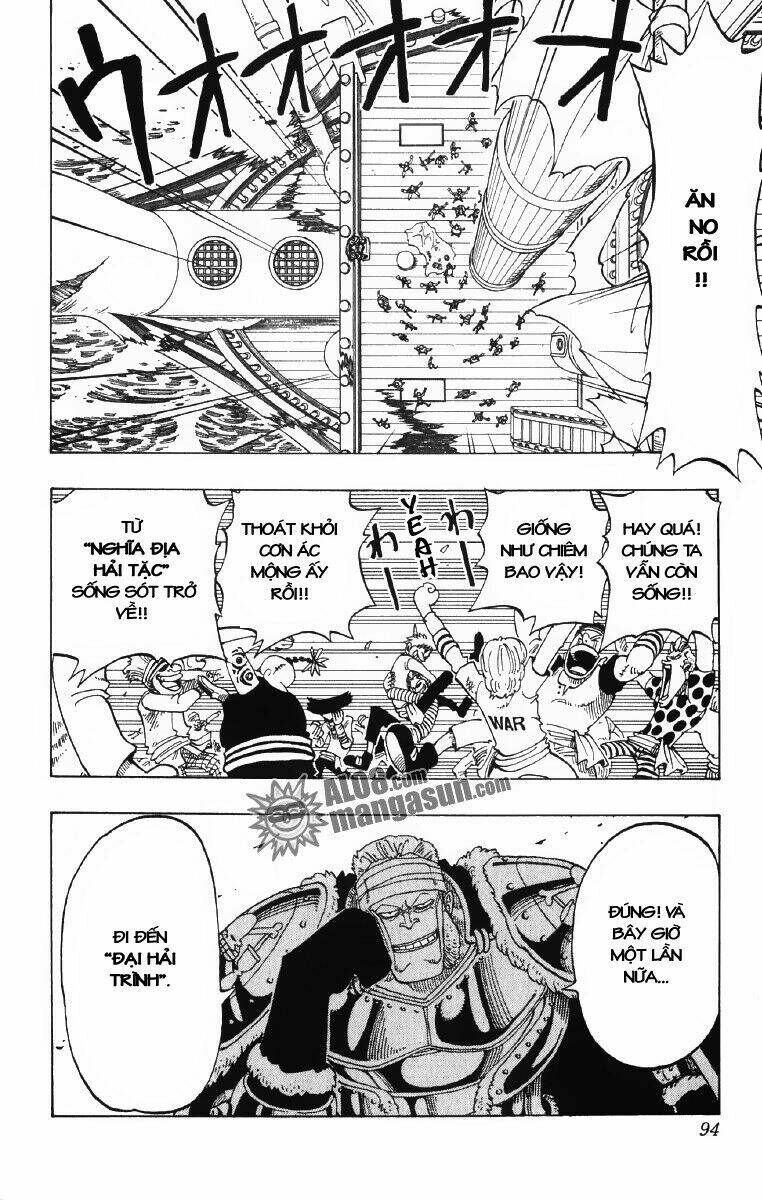 ウオオオオオ
ĂN
NO
RỒI
!!
HAY QUÁ!
CHÚNG TA
VẪN CÒN
SỐNG!!
GIỐNG
NHƯ CHIÊM
BAO VẬY!
わーわー
YEAH
THOÁT KHỎI
CƠN ÁC
MỘNG ẤY
RỒI!!
TỪ
"NGHĨA ĐỊA
HẢI TẶC"
SỐNG SÓT TRỞ
VỀ!!
WAR
ALO8.com
mangasun.com
ĐÚNG! VÀ
BÂY GIỜ
MỘT LẦN
NỮA...
ĐI ĐẾN
"ĐẠI HẢI
TRÌNH".
94